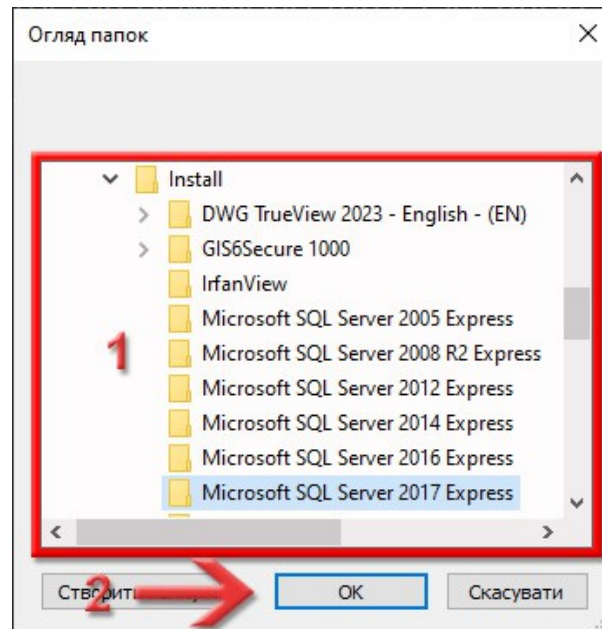 Огляд папок
Install
DWG TrueView 2023 - English - (EN)
GIS6Secure 1000
IrfanView
Microsoft SQL Server 2005 Express
1
Microsoft SQL Server 2008 R2 Express
Microsoft SQL Server 2012 Express
Microsoft SQL Server 2014 Express
Microsoft SQL Server 2016 Express
Microsoft SQL Server 2017 Express
2
OK
Скасувати